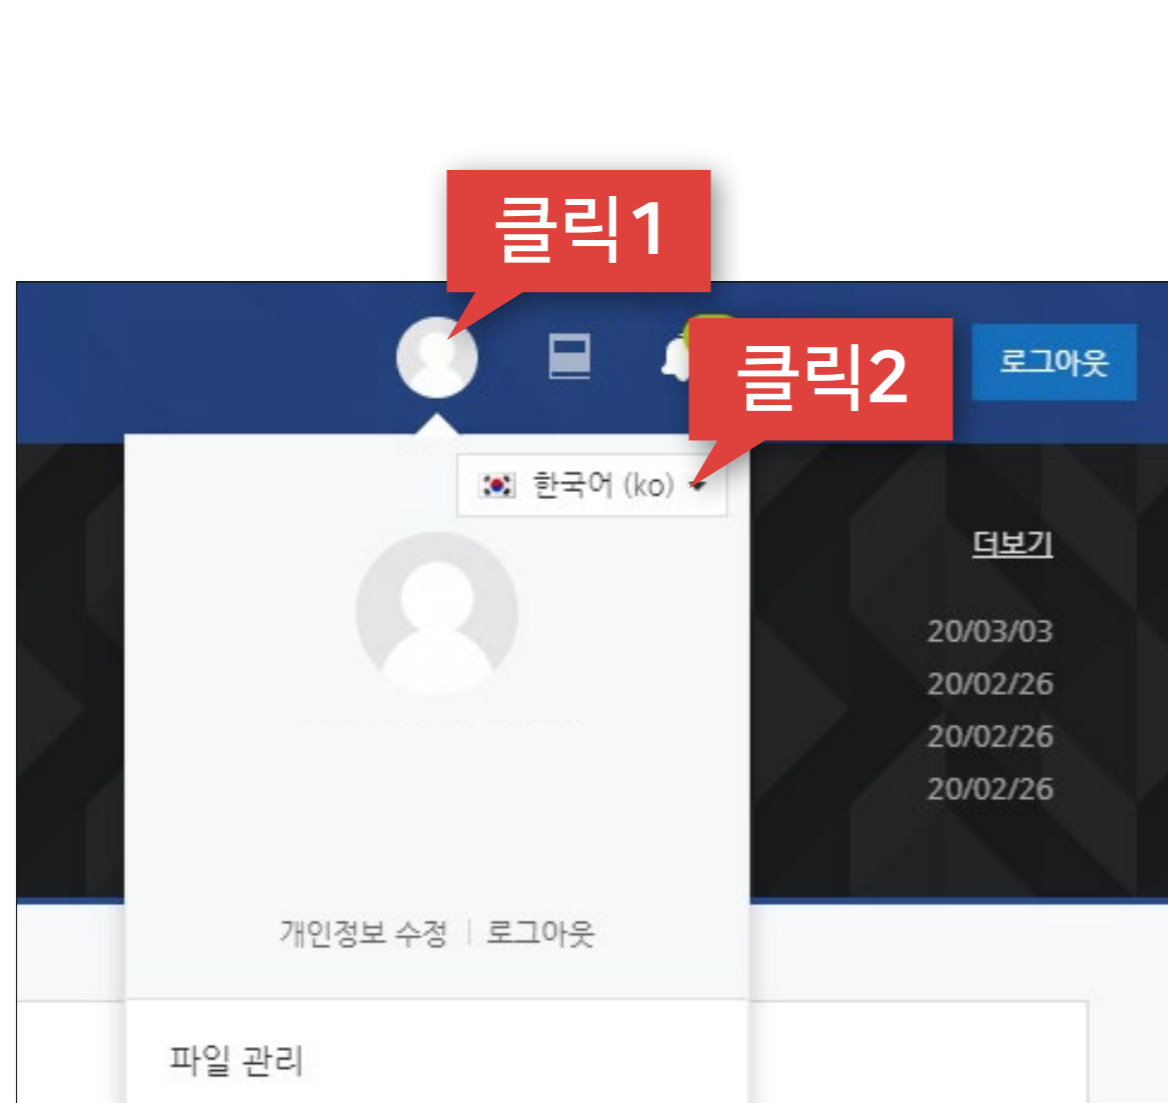 클릭1
클릭2
로그아웃
한국어 (ko)
더보기
20/03/03
20/02/26
20/02/26
20/02/26
개인정보 수정 | 로그아웃
파일 관리